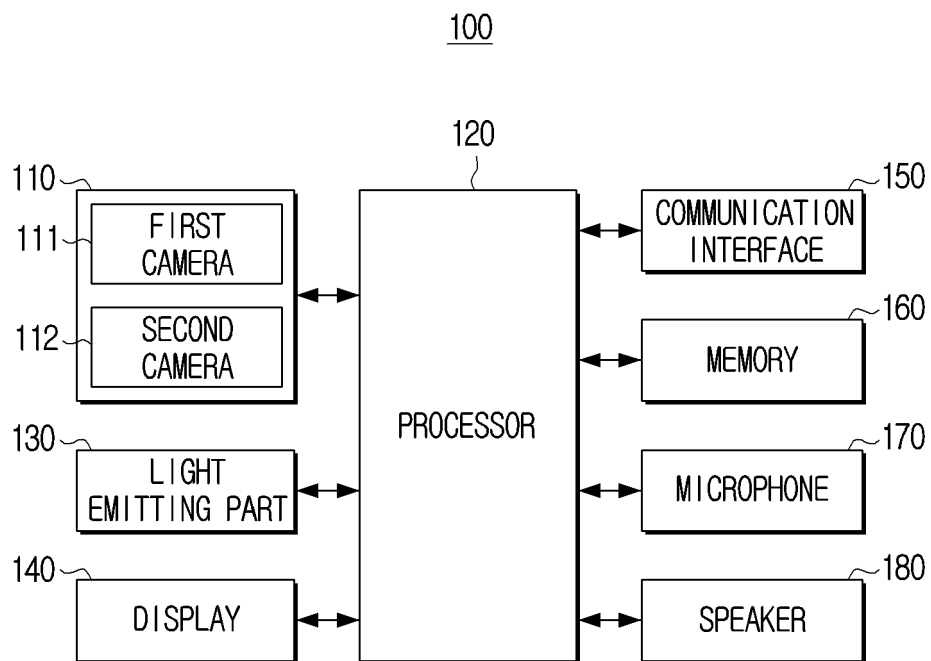 100
120
110
150
111
FIRST
CAMERA
COMMUNICATION
INTERFACE
112
SECOND
CAMERA
160
MEMORY
PROCESSOR
130
LIGHT
EMITTING PART
170
MICROPHONE
140
DISPLAY
180
SPEAKER